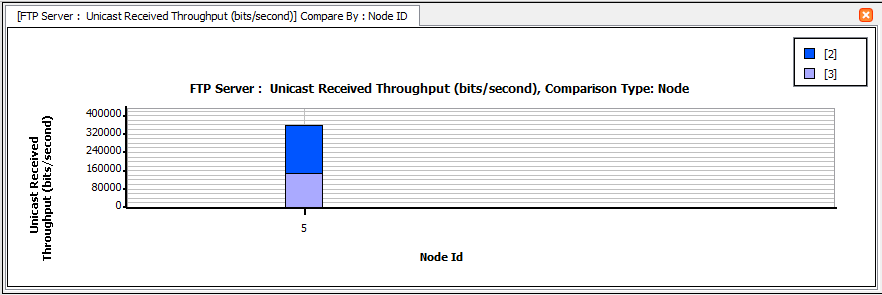 [FTP Server :  Unicast Received Throughput (bits/second)] Compare By : Node ID
[2]
[3]
FTP Server :  Unicast Received Throughput (bits/second), Comparison Type: Node
Unicast Received
Throughput (bits/second)
400000
320000
240000
160000
80000
0
5
Node Id